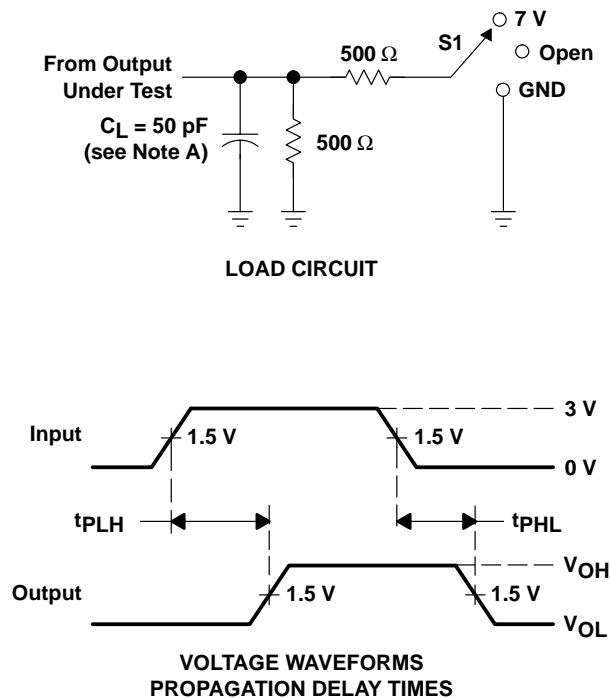 7 V
S1
Open
500 Ω
From Output
Under Test
GND
CL = 50 pF
(see Note A)
500 Ω
LOAD CIRCUIT
3 V
Input
1.5 V
1.5 V
0 V
tPLH
tPHL
VOH
Output
1.5 V
1.5 V
VOL
VOLTAGE WAVEFORMS
PROPAGATION DELAY TIMES